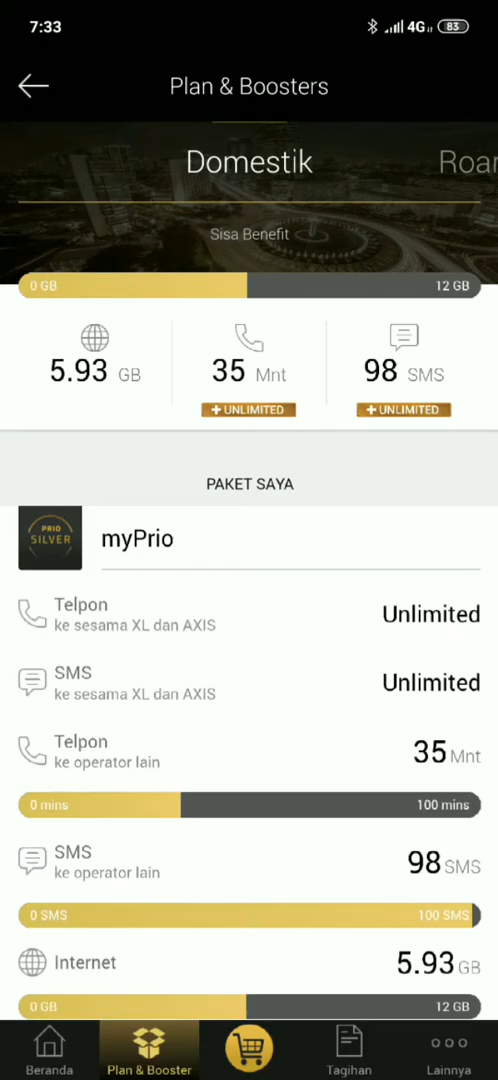 7:33
4G
83
Plan & Boosters
Domestik
Roar
Sisa Benefit
0 GB
12 GB
5.93 GB
35 Mnt
98 SMS
+ UNLIMITED
+ UNLIMITED
PAKET SAYA
PRIO
SILVER
myPrio
Telpon
ke sesama XL dan AXIS
Unlimited
SMS
ke sesama XL dan AXIS
Unlimited
Telpon
ke operator lain
35 Mnt
0 mins
100 mins
SMS
ke operator lain
98 SMS
0 SMS
100 SMS
Internet
5.93 GB
0 GB
12 GB
Beranda
Plan & Booster
Tagihan
Lainnya